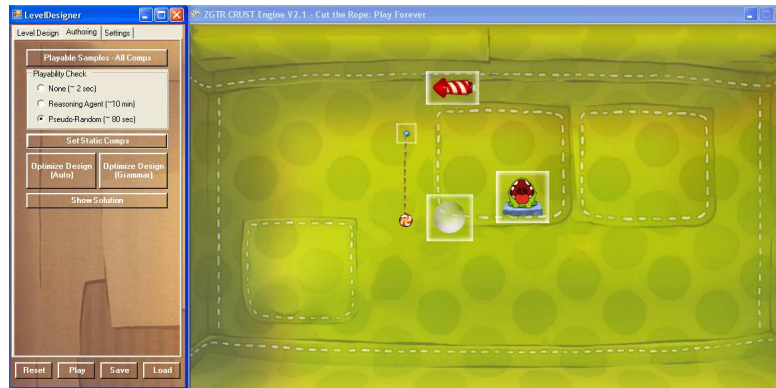 LevelDesigner
ZGTR CRUST Engine V2.1 - Cut the Rope: Play Forever
Level Design Authoring Settings
Playable Samples - All Comps
Playability Check
None (~ 2 sec)
Reasoning Agent (~10 min)
Pseudo-Random (~ 80 sec)
Set Static Comps
Optimize Design (Auto)
Optimize Design (Grammar)
Show Solution
Reset Play Save Load